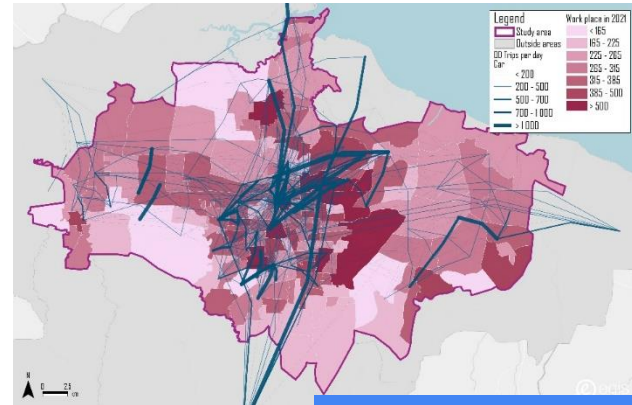 Legend
Study area
Outside areas
OD Trips per day
Car
< 200
200 - 500
500 - 700
700 - 1 000
> 1 000
Work place in 2021
< 165
165 - 225
225 - 265
265 - 315
315 - 385
385 - 500
> 500
N
0 2.5
km